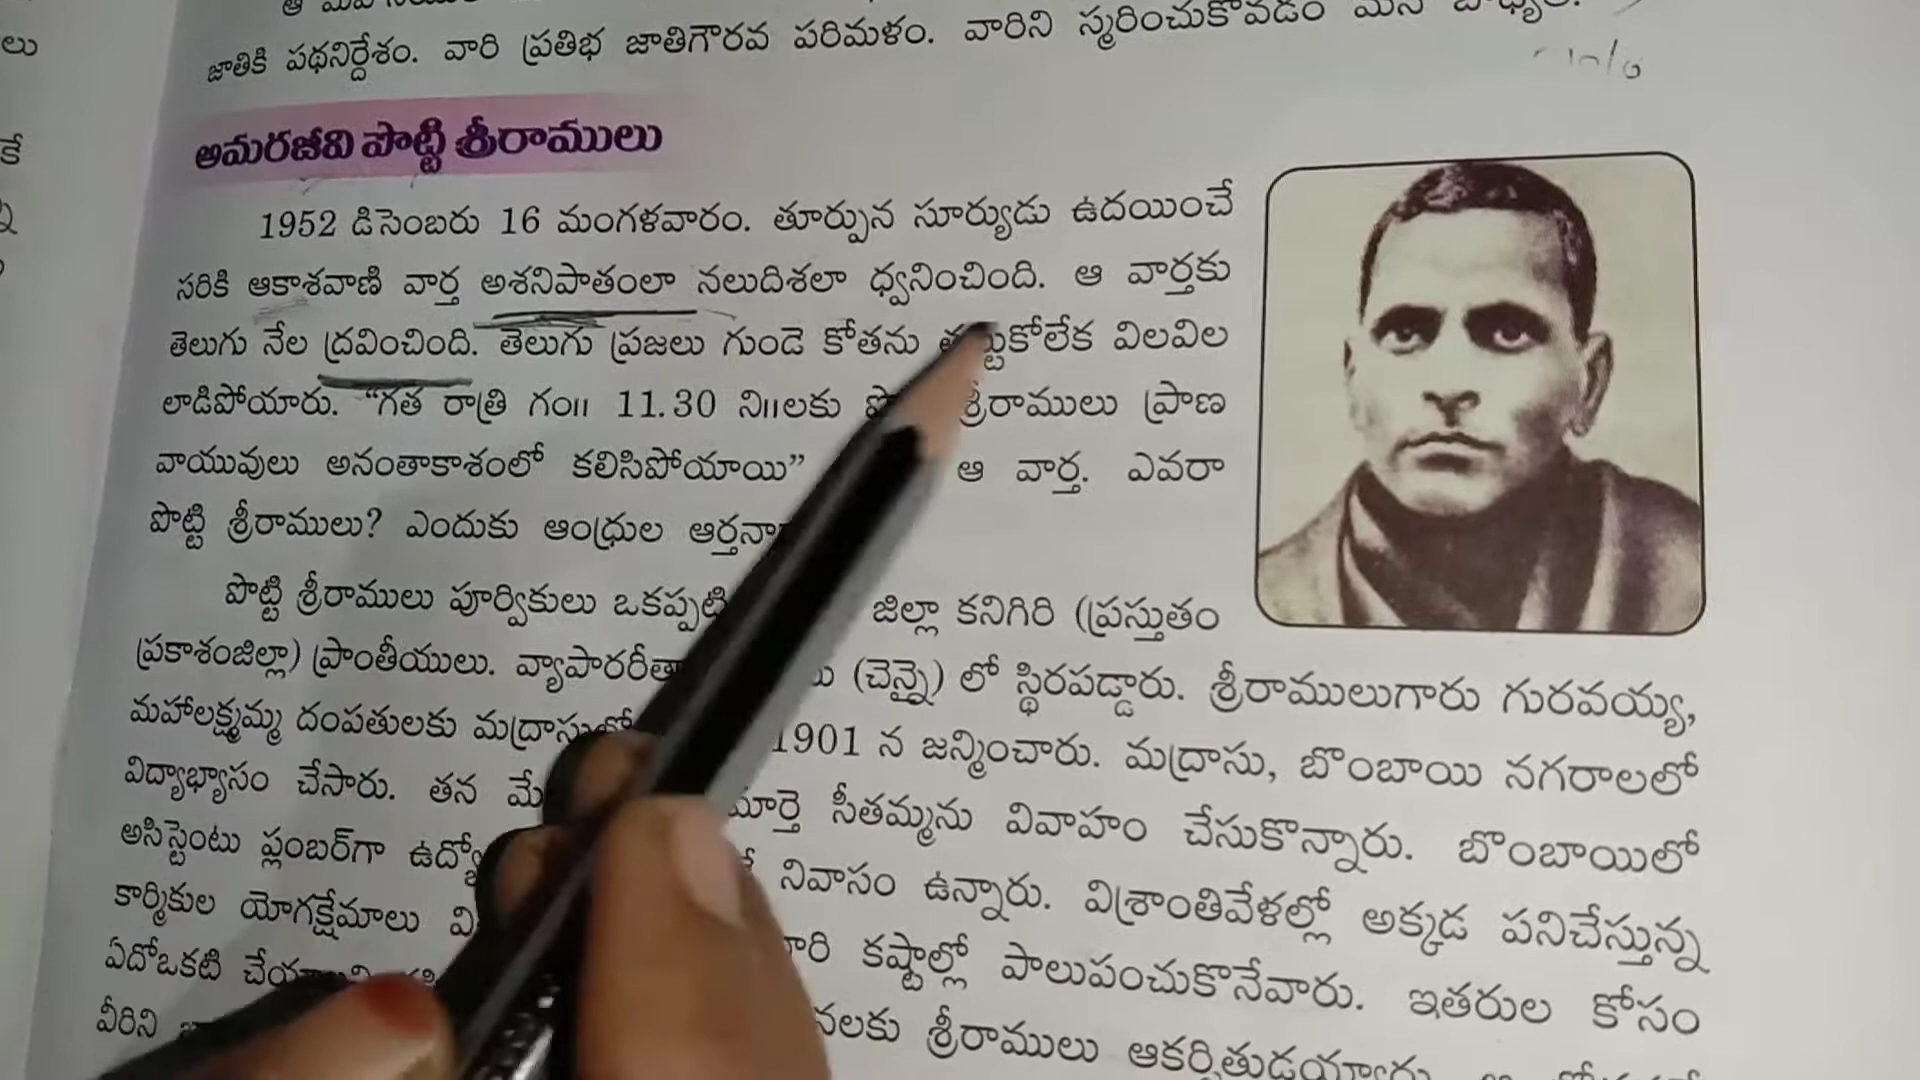 జాతికి పథనిర్దేశం. వారి ప్రతిభ జాతిగౌరవ పరిమళం. వారిని స్మరించుకోవడం మన
అమరజీవి పొట్టి శ్రీరాములు
1952 డిసెంబరు 16 మంగళవారం. తూర్పున సూర్యుడు ఉదయించే
సరికి ఆకాశవాణి వార్త అశనిపాతంలా నలుదిశలా ధ్వనించింది. ఆ వార్తకు
తెలుగు నేల ద్రవించింది. తెలుగు ప్రజలు గుండె కోతను తట్టుకోలేక విలవిల
లాడిపోయారు. "గత రాత్రి గం॥ 11.30 ని॥లకు శ్రీరాములు ప్రాణ
వాయువులు అనంతాకాశంలో కలిసిపోయాయి" ఆ వార్త. ఎవరా
పొట్టి శ్రీరాములు? ఎందుకు ఆంధ్రుల
పొట్టి శ్రీరాములు పూర్వికులు ఒకప్పటి జిల్లా కనిగిరి (ప్రస్తుతం
ప్రకాశంజిల్లా) ప్రాంతీయులు. (చెన్నై) లో స్థిరపడ్డారు. శ్రీరాములుగారు గురవయ్య,
మహాలక్ష్మమ్మ దంపతులకు మద్రాసులో 1901 న జన్మించారు. మద్రాసు, బొంబాయి నగరాలలో
విద్యాభ్యాసం చేసారు. తన సీతమ్మను వివాహం చేసుకొన్నారు. బొంబాయిలో
అసిస్టెంటు ప్లంబర్‌గా నివాసం ఉన్నారు. విశ్రాంతివేళల్లో అక్కడ పనిచేస్తున్న
కార్మికుల యోగక్షేమాలు కష్టాల్లో పాలుపంచుకొనేవారు. ఇతరుల కోసం
ఏదోఒకటి శ్రీరాములు ఆకర్షితుడయ్యారు.
వీరిని